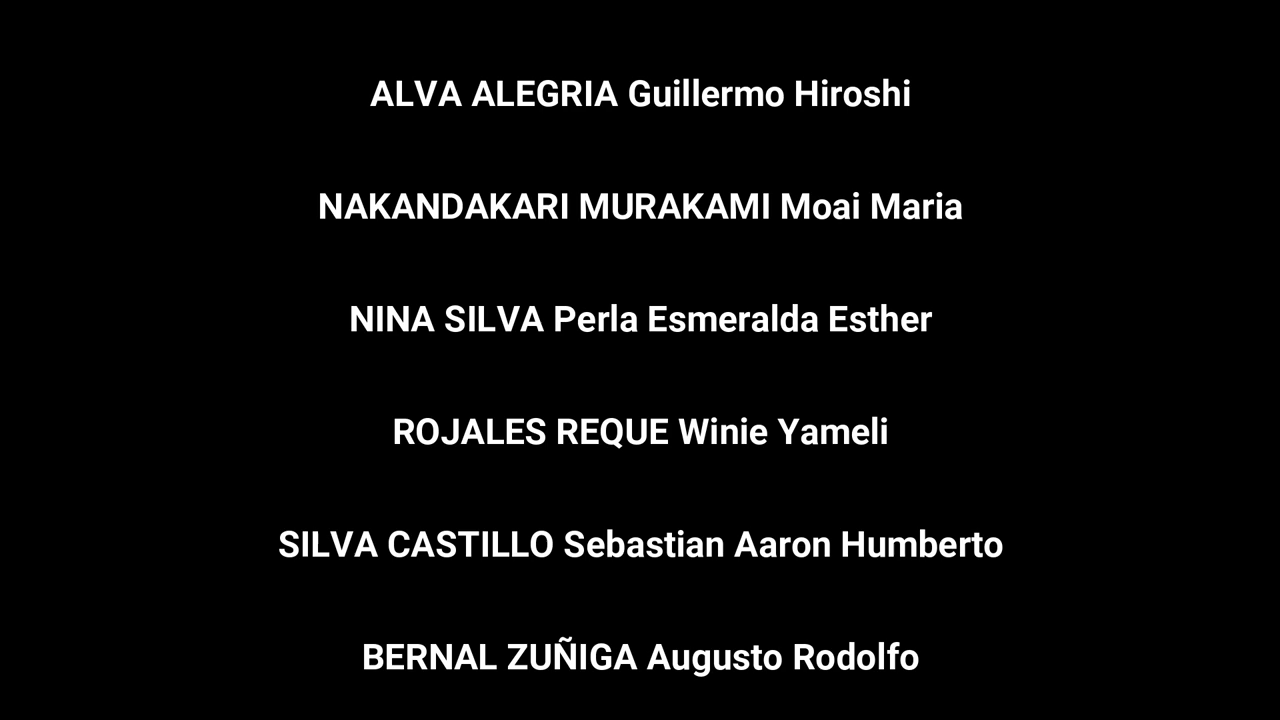 ALVA ALEGRIA Guillermo Hiroshi
NAKANDAKARI MURAKAMI Moai Maria
NINA SILVA Perla Esmeralda Esther
ROJALES REQUE Winie Yameli
SILVA CASTILLO Sebastian Aaron Humberto
BERNAL ZUÑIGA Augusto Rodolfo